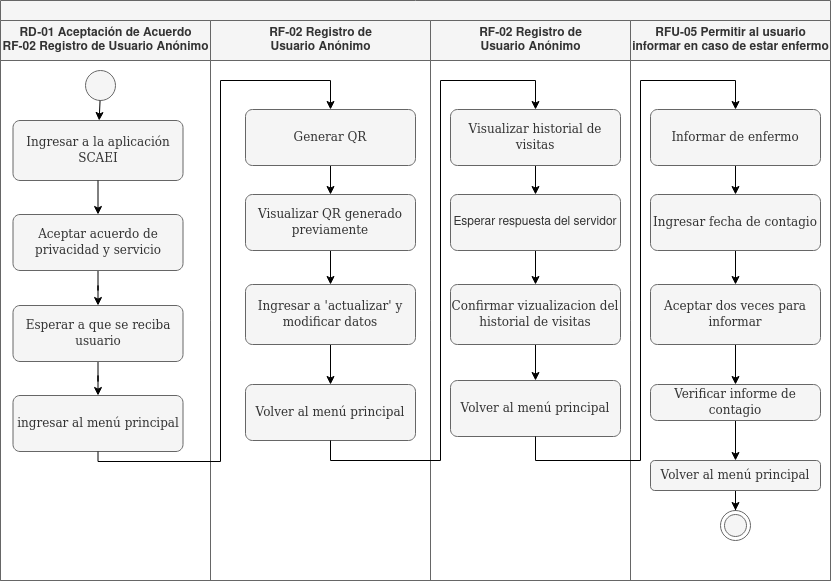 RD-01 Aceptación de Acuerdo
RF-02 Registro de Usuario Anónimo
Ingresar a la aplicación
SCAEI
Aceptar acuerdo de
privacidad y servicio
Esperar a que se reciba
usuario
ingresar al menú principal
RF-02 Registro de
Usuario Anónimo
Generar QR
Visualizar QR generado
previamente
Ingresar a 'actualizar' y
modificar datos
Volver al menú principal
RF-02 Registro de
Usuario Anónimo
Visualizar historial de
visitas
Esperar respuesta del servidor
Confirmar vizualizacion del
historial de visitas
Volver al menú principal
RFU-05 Permitir al usuario
informar en caso de estar enfermo
Informar de enfermo
Ingresar fecha de contagio
Aceptar dos veces para
informar
Verificar informe de
contagio
Volver al menú principal